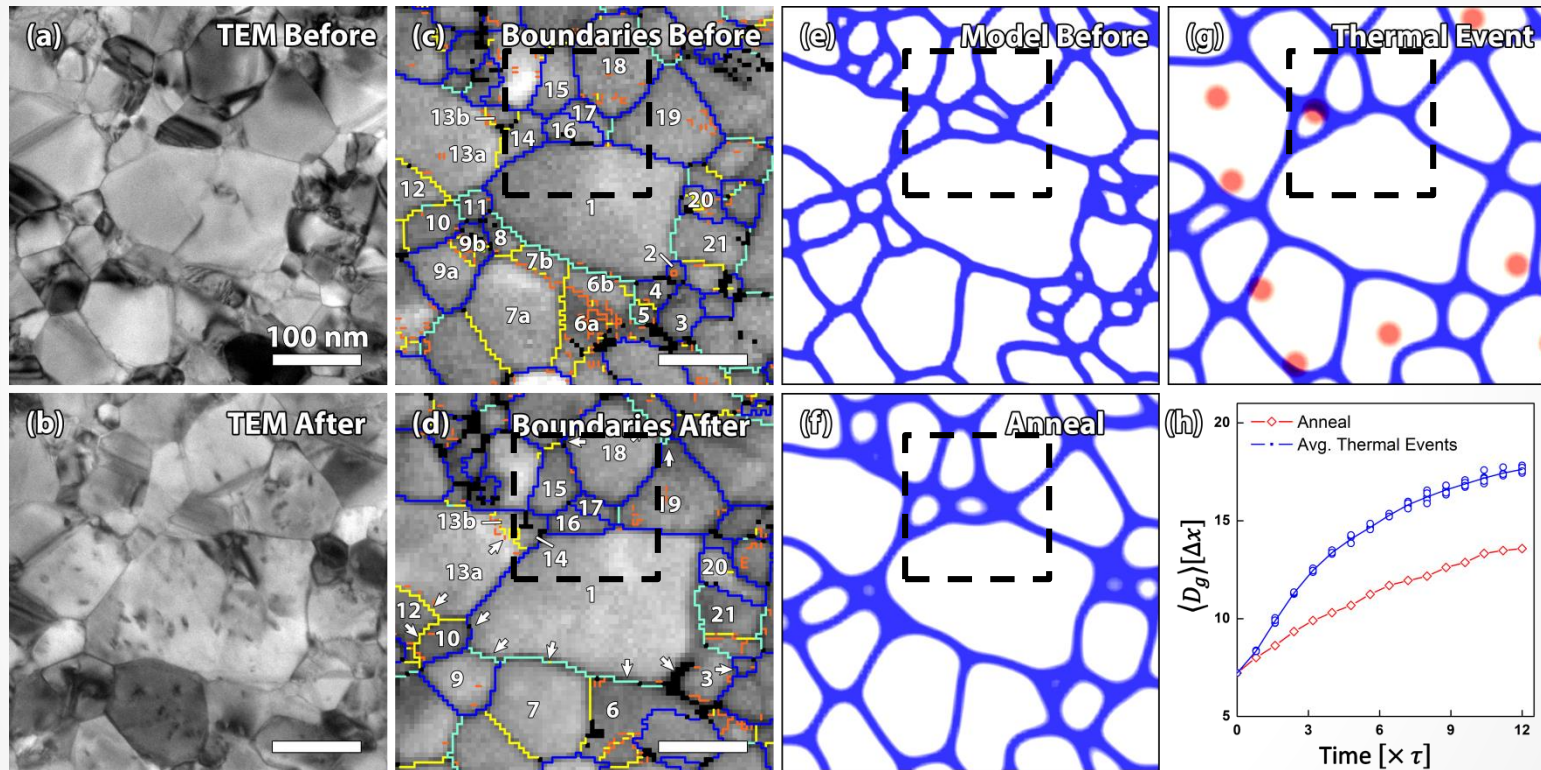 (a) TEM Before
100 nm
(b) TEM After
(c) Boundaries Before
18
15
17
19
13b
16
14
13a
12
1
20
11
10
8
21
9b
2
7b
9a
6b
4
7a
5
3
6a
(d) Boundaries After
18
15
17
19
13b
16
14
13a
20
1
12
21
10
3
9
7
6
(e) Model Before
(f) Anneal
(g) Thermal Event
(h)
Anneal
Avg. Thermal Events
20
15
10
5
⟨D_g⟩[Δx]
0 3 6 9 12
Time [× τ]